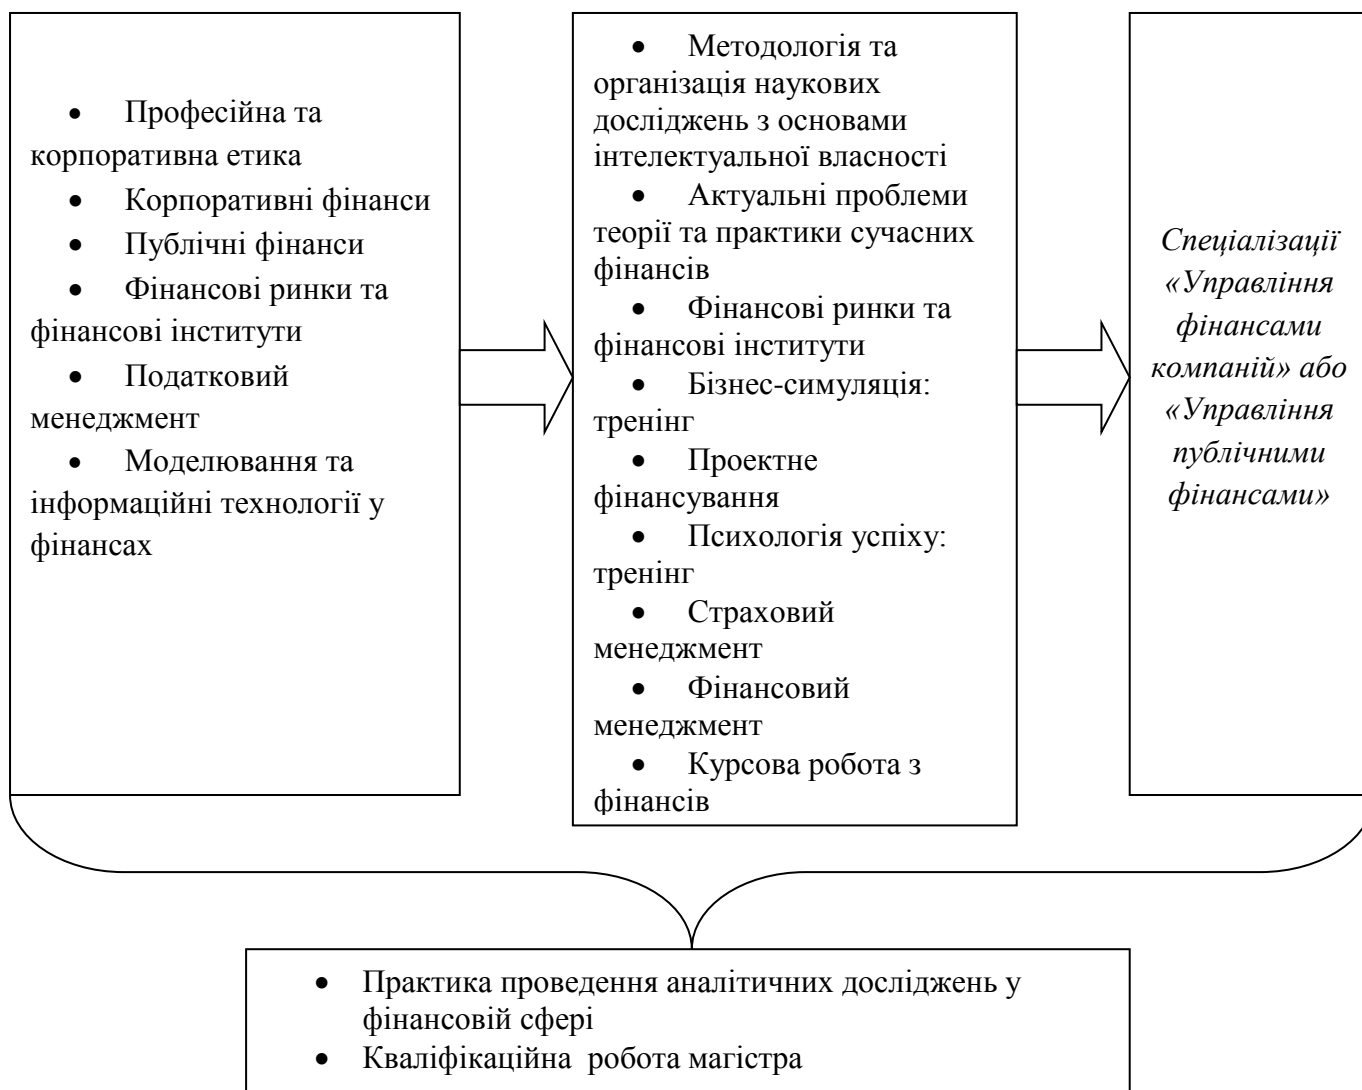 • Професійна та
корпоративна етика
• Корпоративні фінанси
• Публічні фінанси
• Фінансові ринки та
фінансові інститути
• Податковий
менеджмент
• Моделювання та
інформаційні технології у
фінансах
• Методологія та
організація наукових
досліджень з основами
інтелектуальної власності
• Актуальні проблеми
теорії та практики сучасних
фінансів
• Фінансові ринки та
фінансові інститути
• Бізнес-симуляція:
тренінг
• Проектне
фінансування
• Психологія успіху:
тренінг
• Страховий
менеджмент
• Фінансовий
менеджмент
• Курсова робота з
фінансів
Спеціалізації
«Управління
фінансами
компаній» або
«Управління
публічними
фінансами»
• Практика проведення аналітичних досліджень у
фінансовій сфері
• Кваліфікаційна робота магістра